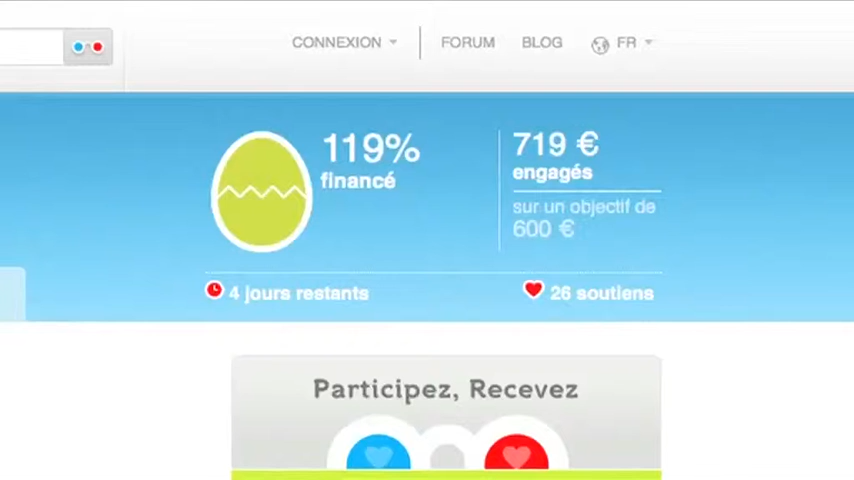 CONNEXION
FORUM
BLOG
FR
119%
financé
719 €
engagés
sur un objectif de
600 €
4 jours restants
26 soutiens
Participez, Recevez